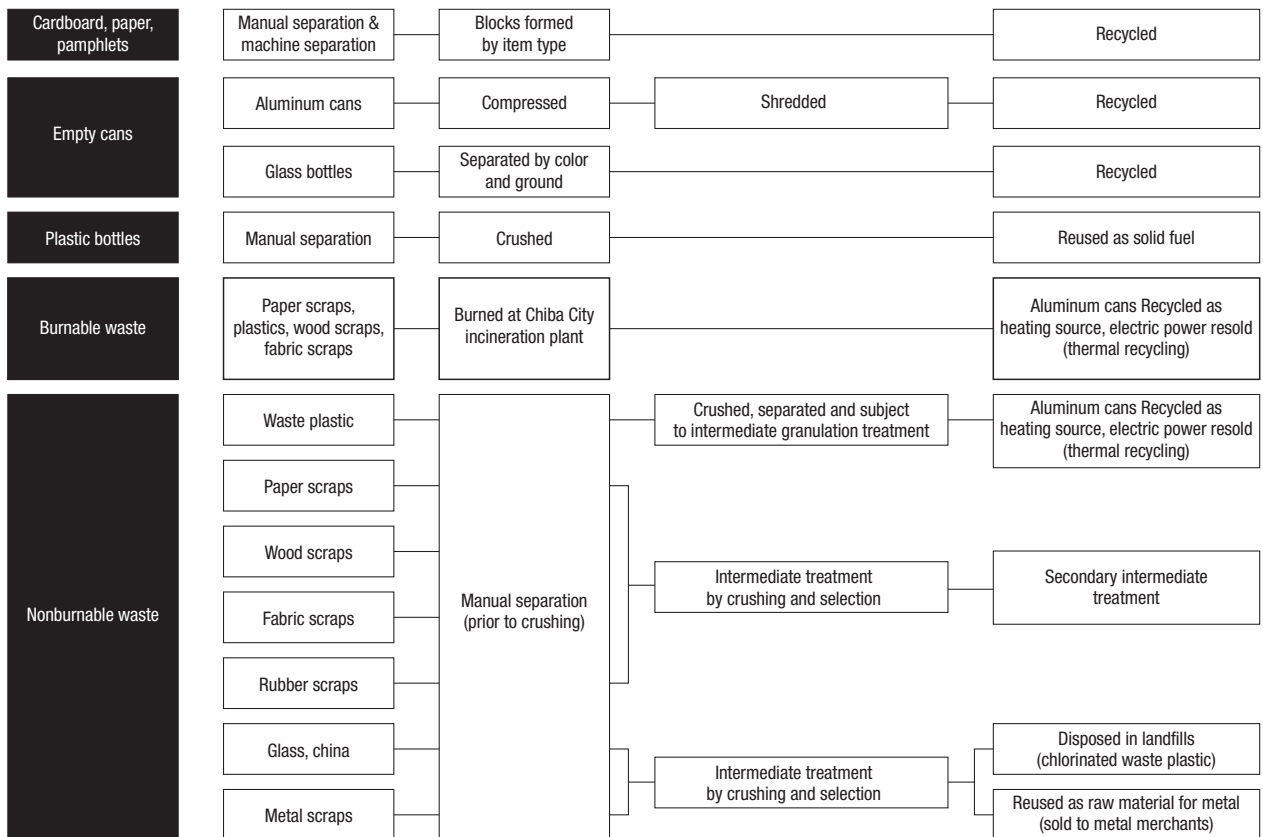 Cardboard, paper,
pamphlets
Manual separation &
machine separation
Blocks formed
by item type
Recycled
Empty cans
Aluminum cans
Compressed
Shredded
Recycled
Glass bottles
Separated by color
and ground
Recycled
Plastic bottles
Manual separation
Crushed
Reused as solid fuel
Burnable waste
Paper scraps,
plastics, wood scraps,
fabric scraps
Burned at Chiba City
incineration plant
Aluminum cans Recycled as
heating source, electric power resold
(thermal recycling)
Nonburnable waste
Waste plastic
Paper scraps
Wood scraps
Fabric scraps
Rubber scraps
Glass, china
Metal scraps
Manual separation
(prior to crushing)
Crushed, separated and subject
to intermediate granulation treatment
Aluminum cans Recycled as
heating source, electric power resold
(thermal recycling)
Intermediate treatment
by crushing and selection
Secondary intermediate
treatment
Intermediate treatment
by crushing and selection
Disposed in landfills
(chlorinated waste plastic)
Reused as raw material for metal
(sold to metal merchants)